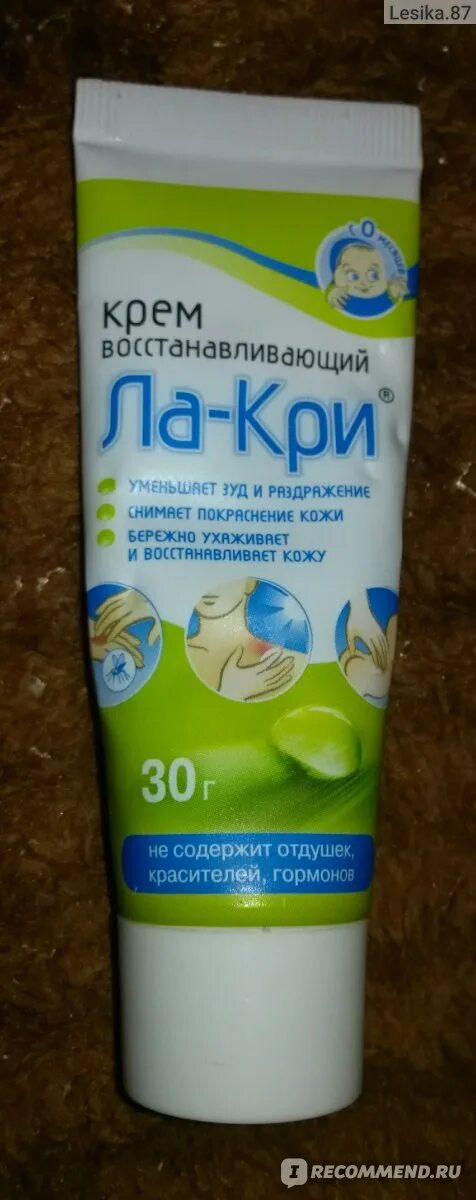 Lesika.87
с 0 месяцев
крем
восстанавливающий
Ла-Кри®
уменьшает зуд и раздражение
снимает покраснение кожи
бережно ухаживает
и восстанавливает кожу
30 г
не содержит отдушек,
красителей, гормонов
I RECOMMEND.RU